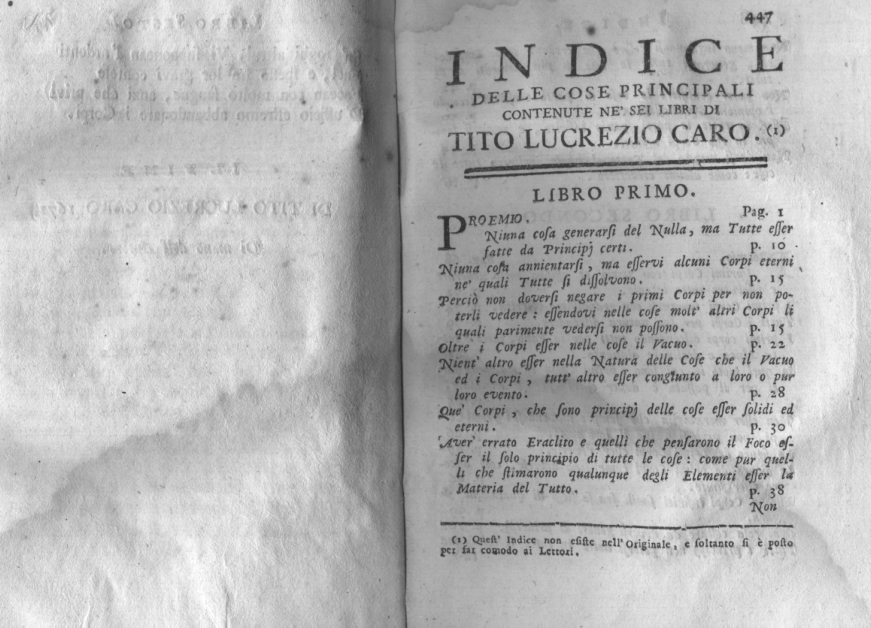 447
INDICE
DELLE COSE PRINCIPALI
CONTENUTE NE' SEI LIBRI DI
TITO LUCREZIO CARO. (1)
LIBRO PRIMO.
PROEMIO. Pag. 1
Niuna coſa generarſi del Nulla, ma Tutte eſſer
fatte da Principj certi. p. 10
Niuna coſa annientarſi, ma eſſervi alcuni Corpi eterni
ne' quali Tutte ſi diſſolvono. p. 15
Perciò non doverſi negare i primi Corpi per non po-
terli vedere: eſſendovi nelle coſe molt' altri Corpi li
quali parimente vederſi non poſſono. p. 15
Oltre i Corpi eſſer nelle coſe il Vacuo. p. 22
Nient' altro eſſer nella Natura delle Coſe che il Vacuo
ed i Corpi, tutt' altro eſſer congiunto a loro o pur
loro evento. p. 28
Que' Corpi, che ſono principj delle coſe eſſer ſolidi ed
eterni. p. 30
Aver errato Eraclito e quelli che penſarono il Foco eſ-
ſer il ſolo principio di tutte le coſe: come pur quel-
li che ſtimarono qualunque degli Elementi eſſer la
Materia del Tutto. p. 38
Non
(1) Queſt' Indice non eſiſte nell' Originale, e ſoltanto ſi è poſto
per far comodo ai Lettori.